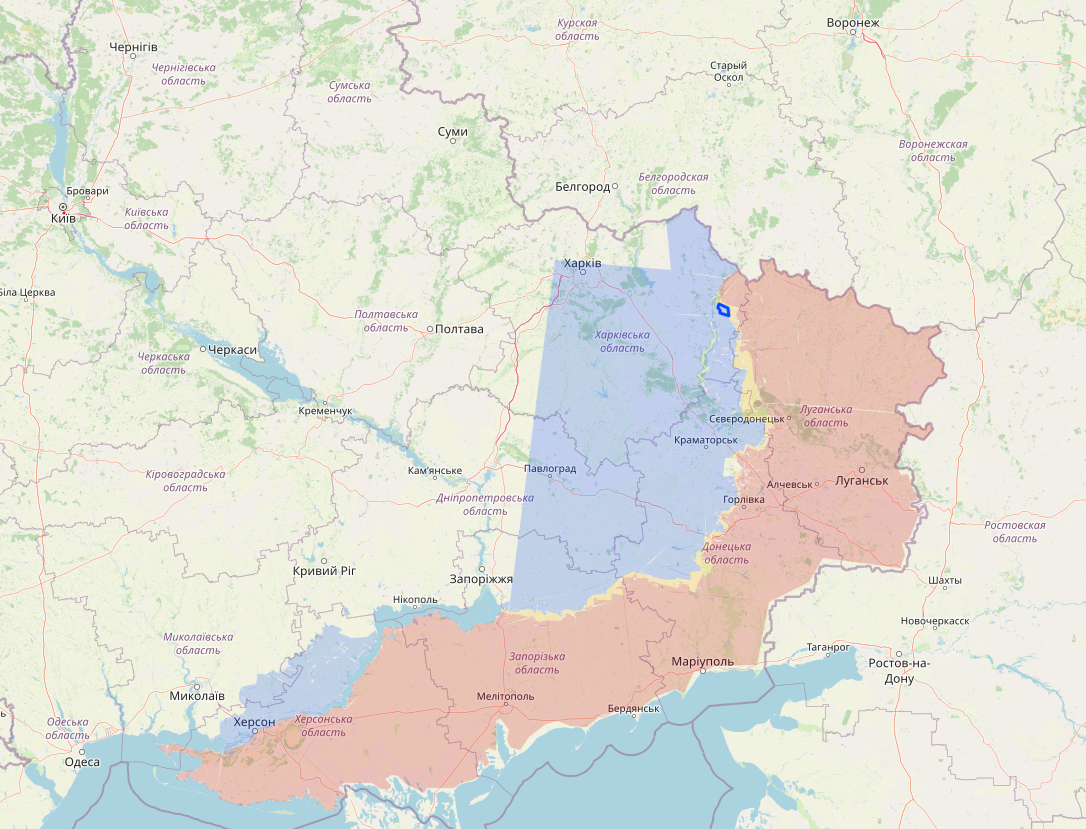 Курская
область
Воронеж
Чернігів
Чернігівська
область
Старый
Оскол
Сумська
область
Суми
Воронежская
область
Белгород
Белгородская
область
Бровари
Київ
Київська
область
Харків
Біла Церква
Полтавська
область
Полтава
Харківська
область
Черкаси
Черкаська
область
Кременчук
Сєвєродонецьк
Луганська
область
Краматорськ
Кам'янське
Павлоград
Кіровоградська
область
Алчевськ
Луганськ
Дніпропетровська
область
Горлівка
Ростовская
область
Донецька
область
Кривий Ріг
Запоріжжя
Шахты
Нікополь
Новочеркасск
Миколаївська
область
Таганрог
Запорізька
область
Маріуполь
Ростов-на-
Дону
Миколаїв
Мелітополь
Бердянськ
Одеська
область
Херсон
Херсонська
область
Одеса